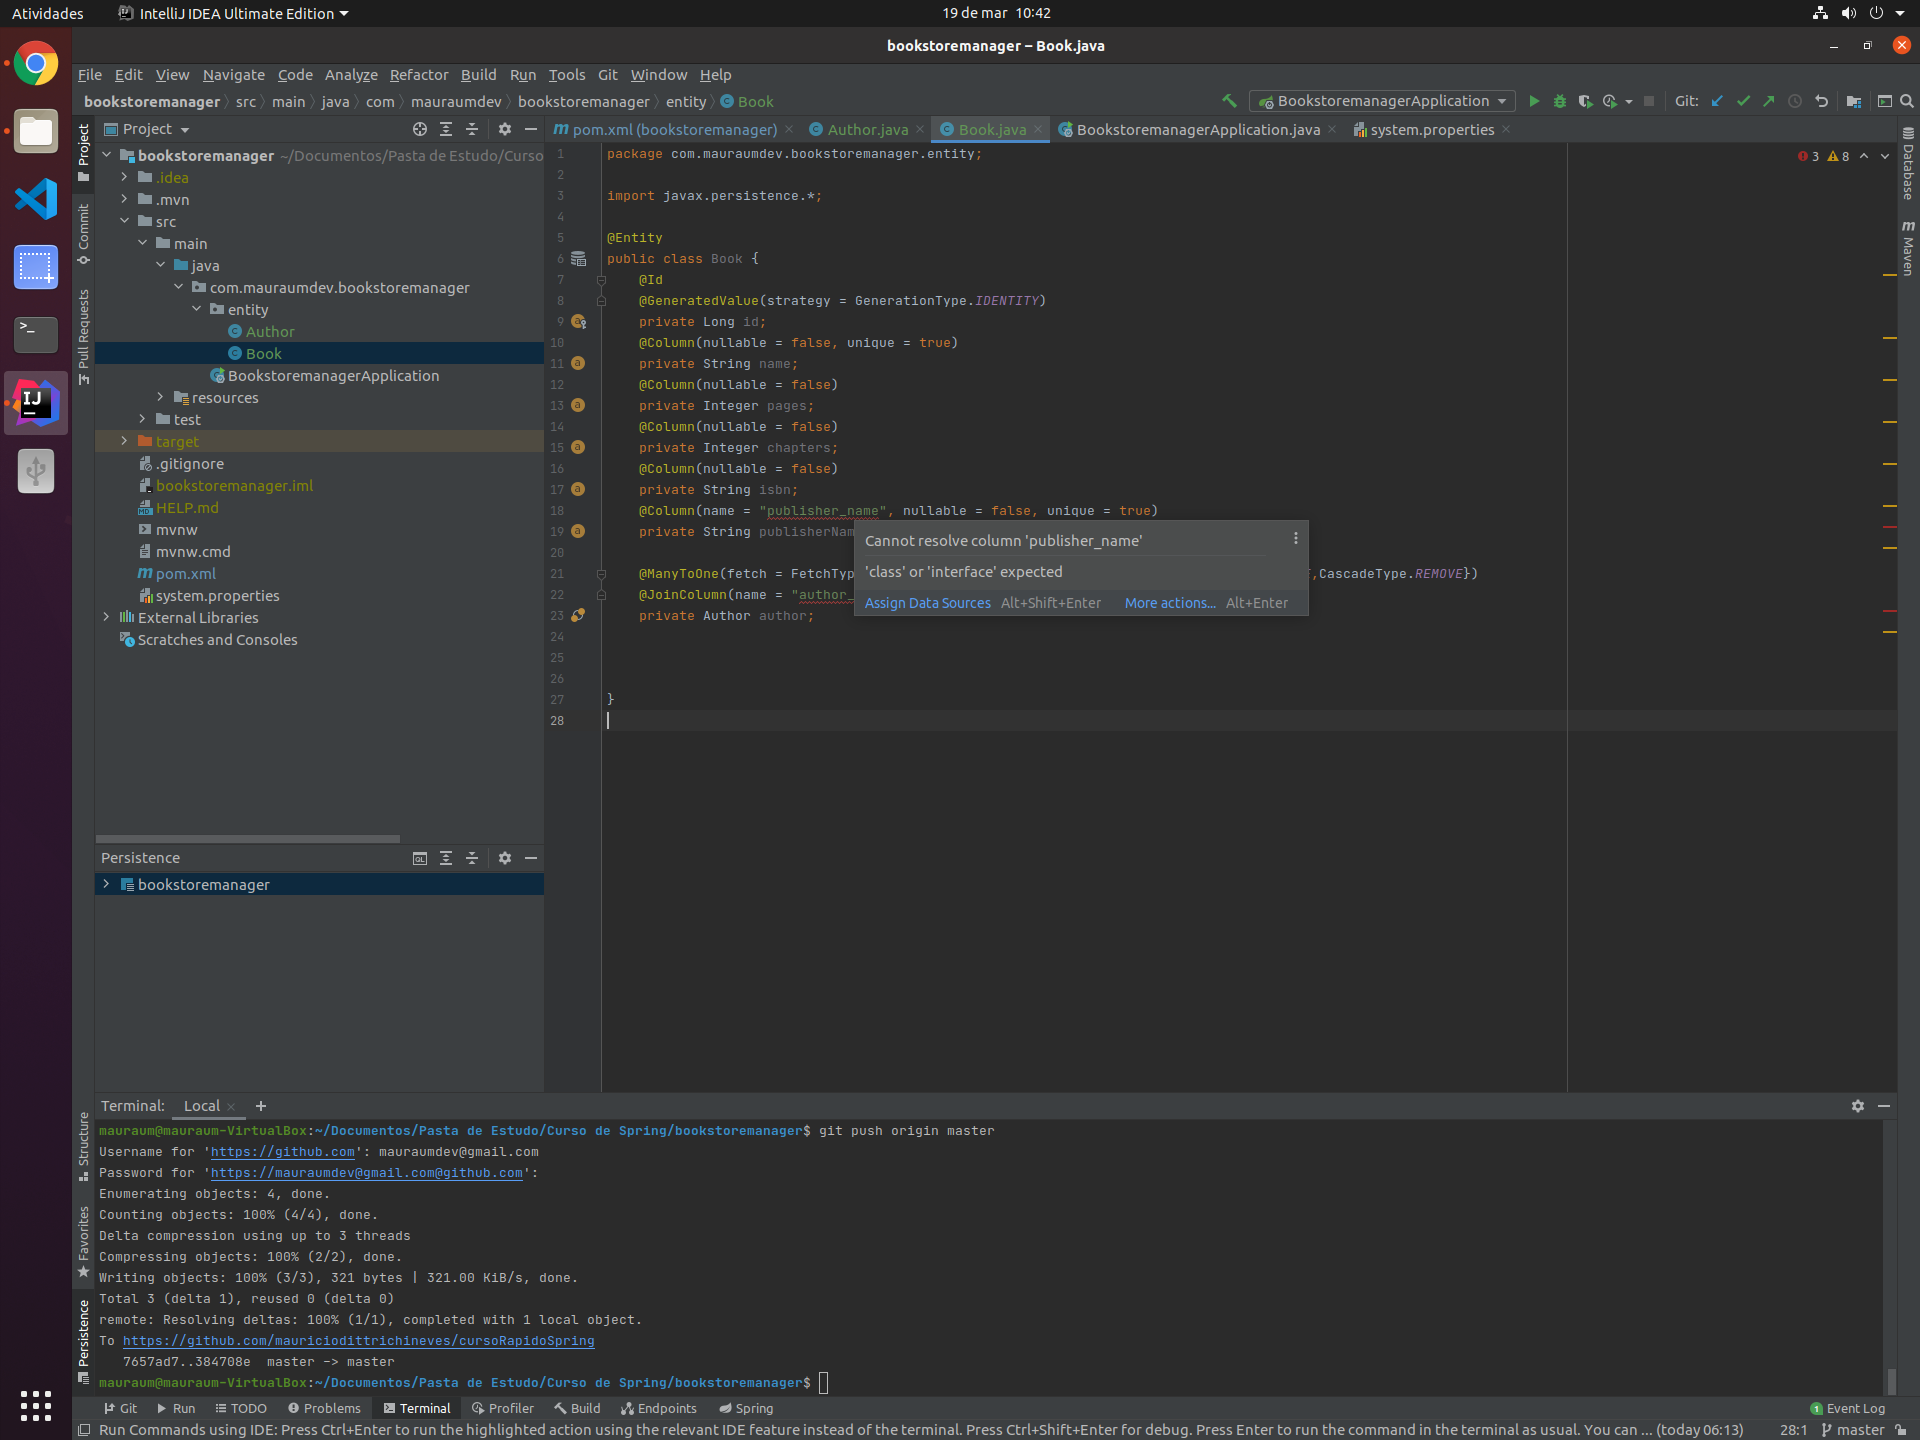 Atividades
IntelliJ IDEA Ultimate Edition
19 de mar 10:42
bookstoremanager – Book.java
File Edit View Navigate Code Analyze Refactor Build Run Tools Git Window Help
bookstoremanager src main java com mauraumdev bookstoremanager entity Book
BookstoremanagerApplication
Git:
Project
pom.xml (bookstoremanager)
Author.java
Book.java
BookstoremanagerApplication.java
system.properties
Project
Commit
Pull Requests
Structure
Favorites
Persistence
Database
Maven
bookstoremanager ~/Documentos/Pasta de Estudo/Curso
.idea
.mvn
src
main
java
com.mauraumdev.bookstoremanager
entity
Author
Book
BookstoremanagerApplication
resources
test
target
.gitignore
bookstoremanager.iml
HELP.md
mvnw
mvnw.cmd
pom.xml
system.properties
External Libraries
Scratches and Consoles
Persistence
bookstoremanager
3 8
1 package com.mauraumdev.bookstoremanager.entity;
2
3 import javax.persistence.*;
4
5 @Entity
6 public class Book {
7 @Id
8 @GeneratedValue(strategy = GenerationType.IDENTITY)
9 private Long id;
10 @Column(nullable = false, unique = true)
11 private String name;
12 @Column(nullable = false)
13 private Integer pages;
14 @Column(nullable = false)
15 private Integer chapters;
16 @Column(nullable = false)
17 private String isbn;
18 @Column(name = "publisher_name", nullable = false, unique = true)
19 private String publisherNam
20
21 @ManyToOne(fetch = FetchTyp ,CascadeType.REMOVE})
22 @JoinColumn(name = "author_
23 private Author author;
24
25
26
27 }
28
Cannot resolve column 'publisher_name'
'class' or 'interface' expected
Assign Data Sources Alt+Shift+Enter More actions... Alt+Enter
Terminal: Local
mauraum@mauraum-VirtualBox:~/Documentos/Pasta de Estudo/Curso de Spring/bookstoremanager$ git push origin master
Username for 'https://github.com': mauraumdev@gmail.com
Password for 'https://mauraumdev@gmail.com@github.com':
Enumerating objects: 4, done.
Counting objects: 100% (4/4), done.
Delta compression using up to 3 threads
Compressing objects: 100% (2/2), done.
Writing objects: 100% (3/3), 321 bytes | 321.00 KiB/s, done.
Total 3 (delta 1), reused 0 (delta 0)
remote: Resolving deltas: 100% (1/1), completed with 1 local object.
To https://github.com/mauriciodittrichineves/cursoRapidoSpring
7657ad7..384708e master -> master
mauraum@mauraum-VirtualBox:~/Documentos/Pasta de Estudo/Curso de Spring/bookstoremanager$
Git Run TODO Problems Terminal Profiler Build Endpoints Spring
1 Event Log
Run Commands using IDE: Press Ctrl+Enter to run the highlighted action using the relevant IDE feature instead of the terminal. Press Ctrl+Shift+Enter for debug. Press Enter to run the command in the terminal as usual. You can ... (today 06:13)
28:1 master